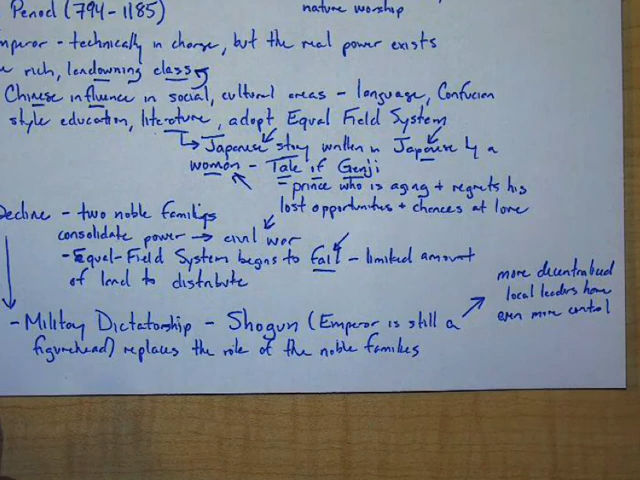 Period (794-1185)
nature worship
mperor - technically in charge, but the real power exists
e rich, landowning class
Chinese influence in social, cultural areas - language, Confucian
style education, literature, adopt Equal Field System
Japanese story written in Japanese by a
woman - Tale of Genji
= prince who is aging + regrets his
lost opportunities + chances at love
Decline - two noble families
consolidate power → civil war
- Equal-Field System begins to fail - limited amount
of land to distribute
more decentralized
local leaders have
even more control
- Military Dictatorship - Shogun (Emperor is still a
figurehead) replaces the role of the noble families